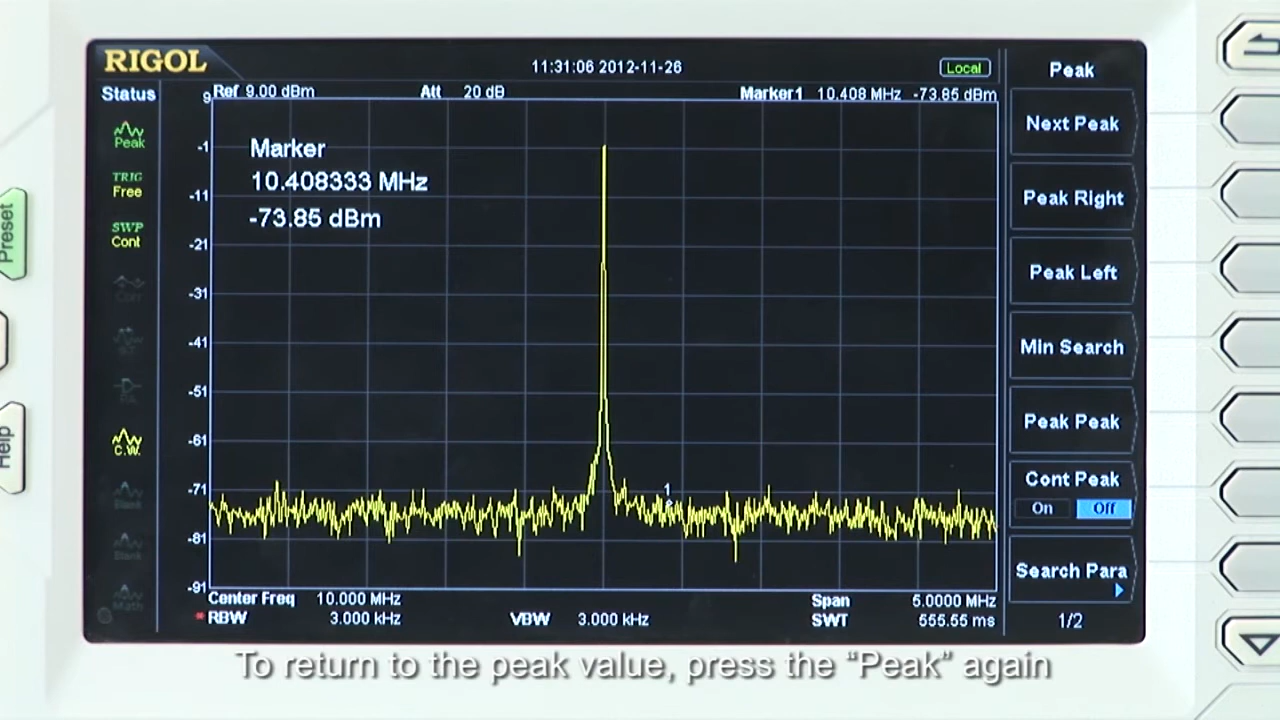 RIGOL
11:31:06 2012-11-26
Local
Peak
Status
Ref 9.00 dBm
Att 20 dB
Marker1 10.408 MHz -73.85 dBm
9
-1
-11
-21
-31
-41
-51
-61
-71
-81
-91
Marker
10.408333 MHz
-73.85 dBm
1
Peak
TRIG
Free
SWP
Cont
Corr
C.W.
Blank
Blank
Math
Center Freq 10.000 MHz
Span 5.0000 MHz
*RBW 3.000 kHz
VBW 3.000 kHz
SWT 555.55 ms
Next Peak
Peak Right
Peak Left
Min Search
Peak Peak
Cont Peak
On Off
Search Para
1/2
Preset
Help
To return to the peak value, press the “Peak” again